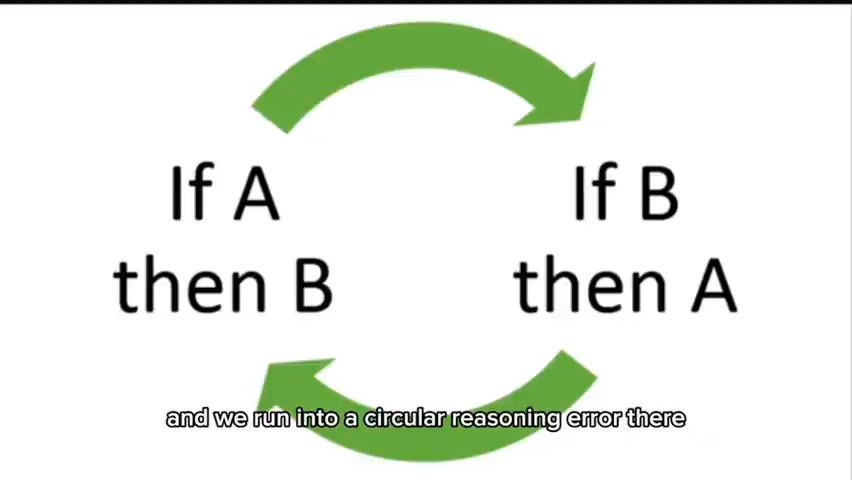 If A
then B
If B
then A
and we run into a circular reasoning error there